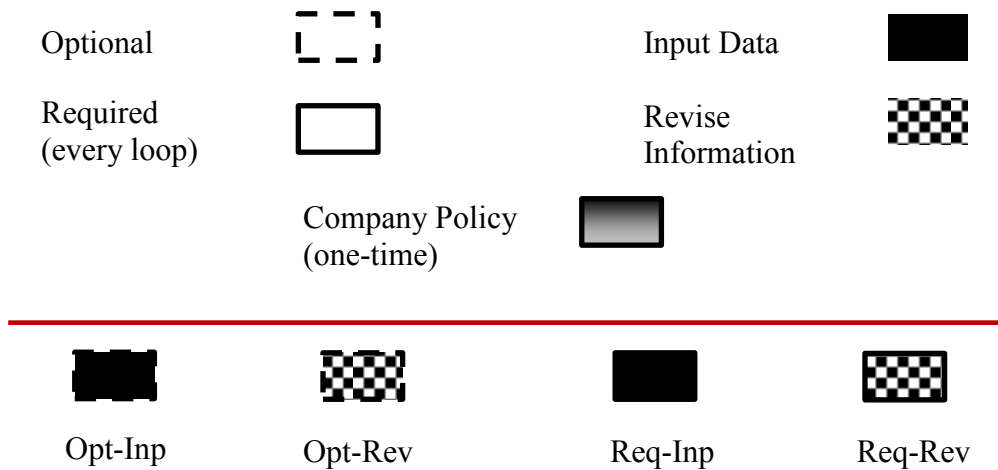 Optional
Input Data
Required
(every loop)
Revise
Information
Company Policy
(one-time)
Opt-Inp
Opt-Rev
Req-Inp
Req-Rev